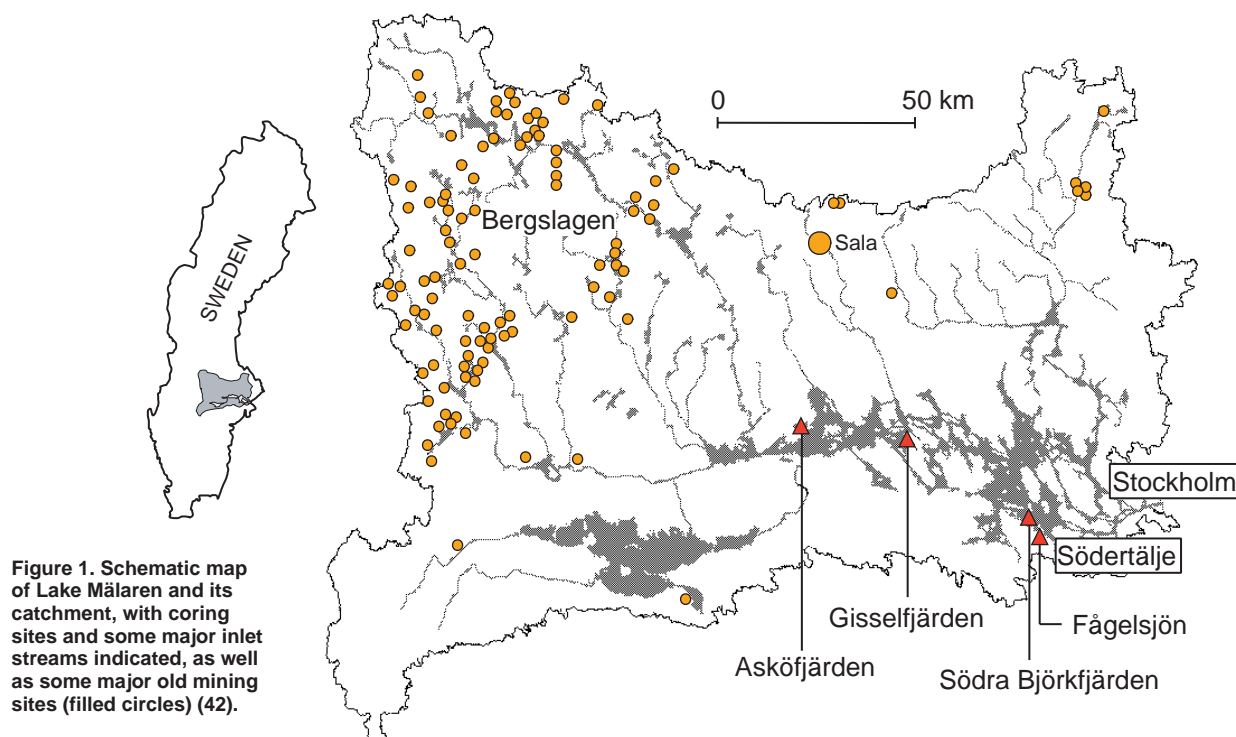 0
50 km
Bergslagen
Sala
SWEDEN
Stockholm
Södertälje
Fågelsjön
Gisselfjärden
Asköfjärden
Södra Björkfjärden
Figure 1. Schematic map
of Lake Mälaren and its
catchment, with coring
sites and some major inlet
streams indicated, as well
as some major old mining
sites (filled circles) (42).